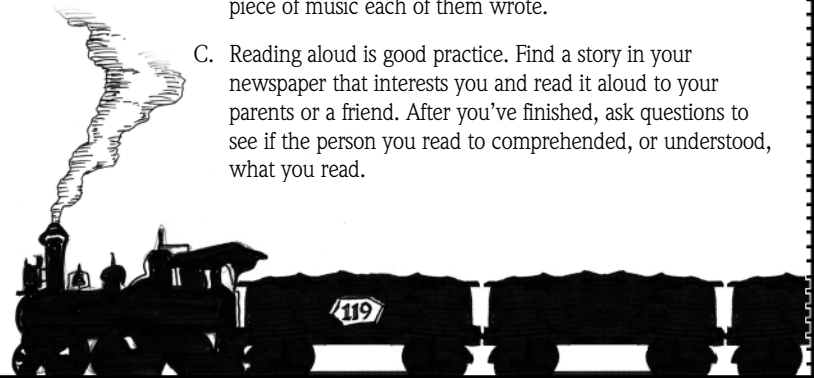 piece of music each of them wrote.
C. Reading aloud is good practice. Find a story in your
newspaper that interests you and read it aloud to your
parents or a friend. After you've finished, ask questions to
see if the person you read to comprehended, or understood,
what you read.
119